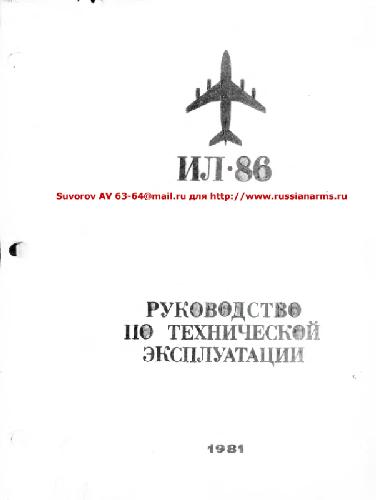 ИЛ·86
Suvorov AV 63-64@mail.ru для http://www.russianarms.ru
РУКОВОДСТВО
ПО ТЕХНИЧЕСКОЙ
ЭКСПЛУАТАЦИИ
1981